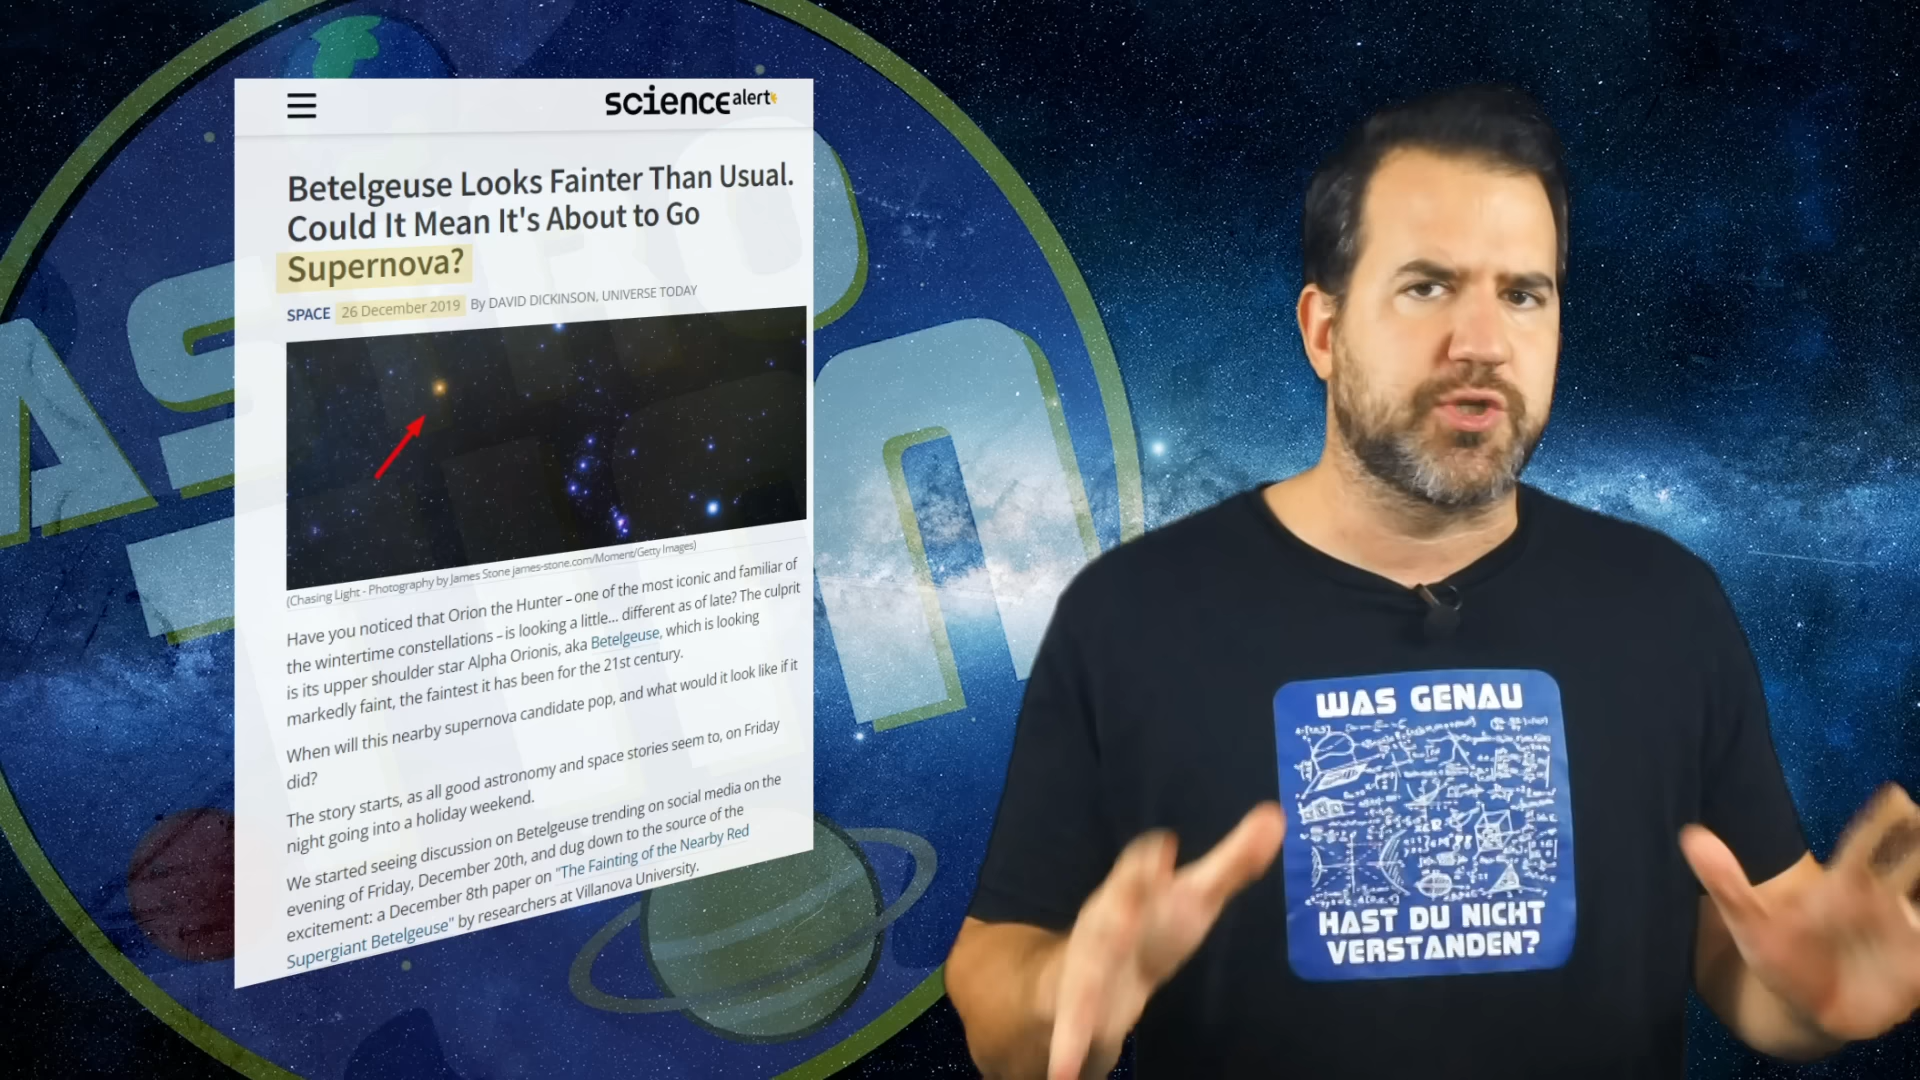 science alert
Betelgeuse Looks Fainter Than Usual.
Could It Mean It's About to Go
Supernova?
SPACE 26 December 2019 By DAVID DICKINSON, UNIVERSE TODAY
(Chasing Light - Photography by James Stone james-stone.com/Moment/Getty Images)
Have you noticed that Orion the Hunter – one of the most iconic and familiar of
the wintertime constellations – is looking a little... different as of late? The culprit
is its upper shoulder star Alpha Orionis, aka Betelgeuse, which is looking
markedly faint, the faintest it has been for the 21st century.
When will this nearby supernova candidate pop, and what would it look like if it
did?
The story starts, as all good astronomy and space stories seem to, on Friday
night going into a holiday weekend.
We started seeing discussion on Betelgeuse trending on social media on the
evening of Friday, December 20th, and dug down to the source of the
excitement: a December 8th paper on "The Fainting of the Nearby Red
Supergiant Betelgeuse" by researchers at Villanova University.
WAS GENAU
HAST DU NICHT
VERSTANDEN?